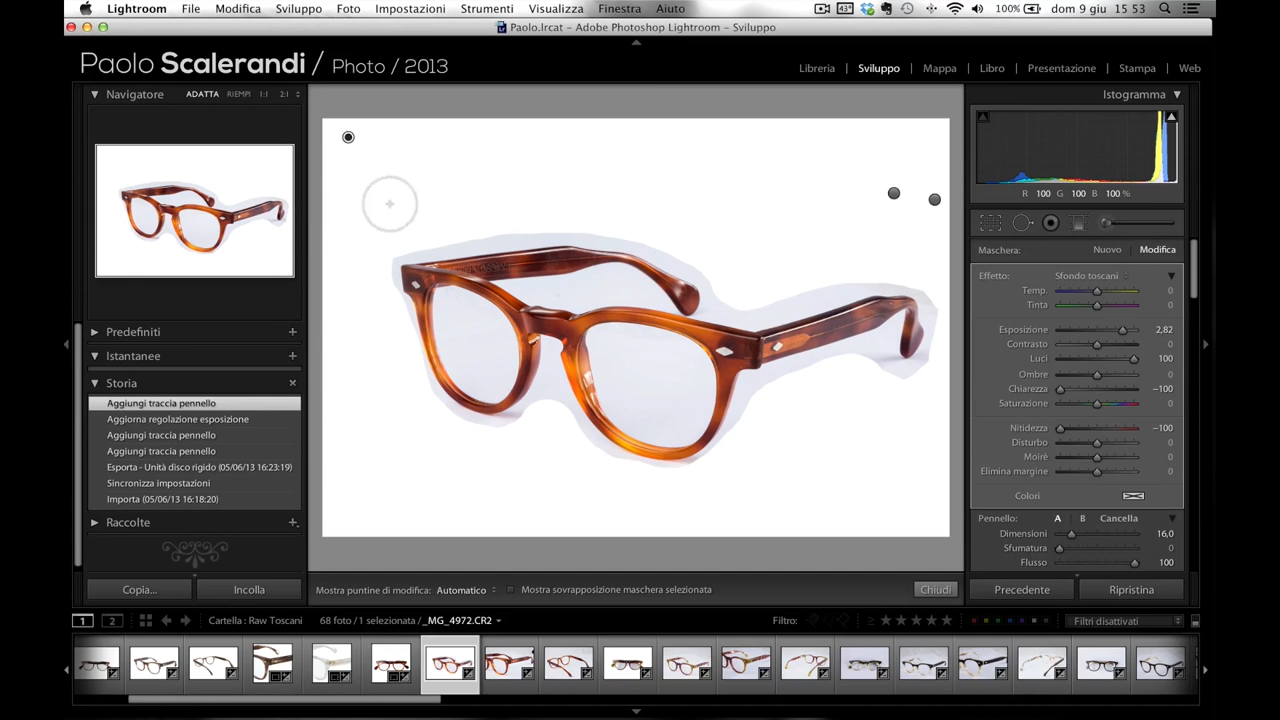 Lightroom File Modifica Sviluppo Foto Impostazioni Strumenti Visualizza Finestra Aiuto 43° 100% dom 9 giu 15 53
Paolo.lrcat – Adobe Photoshop Lightroom – Sviluppo
Paolo Scalerandi / Photo / 2013
Libreria Sviluppo Mappa Libro Presentazione Stampa Web
Navigatore ADATTA RIEMPI 1:1 2:1
Istogramma
R 100 G 100 B 100 %
Maschera: Nuovo Modifica
Effetto: Sfondo toscani
Temp. 0
Tinta 0
Esposizione 2,82
Contrasto 0
Luci 100
Ombre 0
Chiarezza −100
Saturazione 0
Nitidezza −100
Disturbo 0
Moirè 0
Elimina margine 0
Colori
Pennello: A B Cancella
Dimensioni 16,0
Sfumatura 0
Flusso 100
Predefiniti
Istantanee
Storia
Aggiungi traccia pennello
Aggiorna regolazione esposizione
Aggiungi traccia pennello
Aggiungi traccia pennello
Esporta - Unità disco rigido (05/06/13 16:23:19)
Sincronizza impostazioni
Importa (05/06/13 16:18:20)
Raccolte
Copia... Incolla
Mostra puntine di modifica: Automatico Mostra sovrapposizione maschera selezionata Chiudi
Precedente Ripristina
1 2 Cartella : Raw Toscani 68 foto / 1 selezionata / _MG_4972.CR2 Filtro: Filtri disattivati